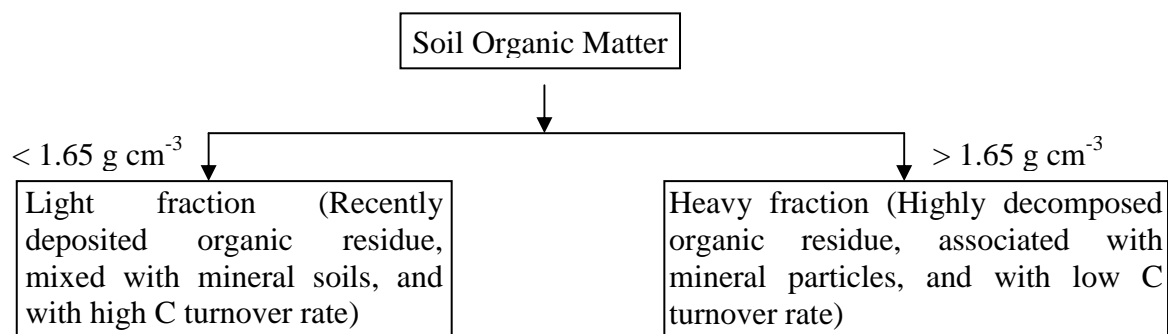 Soil Organic Matter
< 1.65 g cm-3
> 1.65 g cm-3
Light fraction (Recently
deposited organic residue,
mixed with mineral soils, and
with high C turnover rate)
Heavy fraction (Highly decomposed
organic residue, associated with
mineral particles, and with low C
turnover rate)